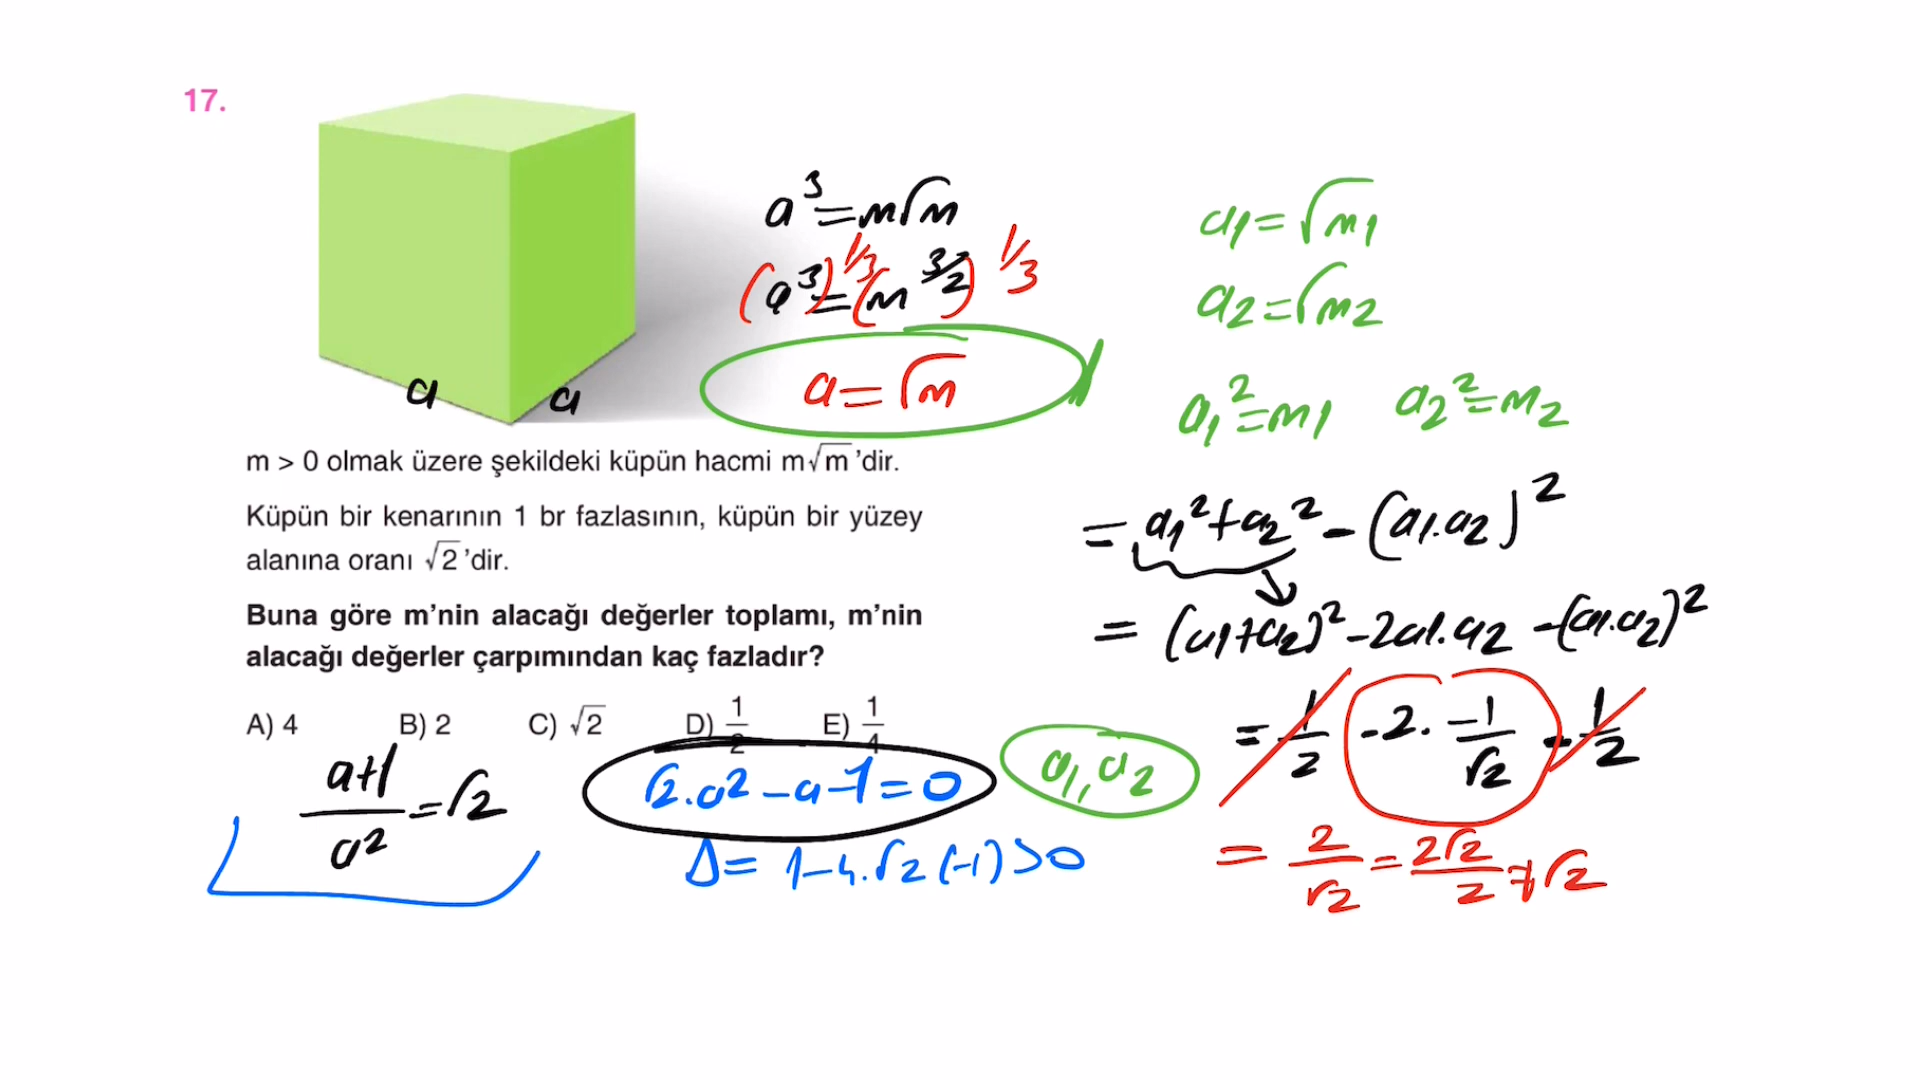 17.
a³=m√m
(a³)^1/3=(m^3/2)^1/3
a=√m
a a
m > 0 olmak üzere şekildeki küpün hacmi m√m 'dir.
Küpün bir kenarının 1 br fazlasının, küpün bir yüzey
alanına oranı √2 'dir.
Buna göre m'nin alacağı değerler toplamı, m'nin
alacağı değerler çarpımından kaç fazladır?
A) 4 B) 2 C) √2 D) 1/2 E) 1/4
a+1/a²=√2
√2.a²-a-1=0
Δ=1-4.√2(-1)>0
a1,a2
a1=√m1
a2=√m2
a1²=m1 a2²=m2
=a1²+a2²-(a1.a2)²
=(a1+a2)²-2a1.a2-(a1.a2)²
=1/2-2.-1/√2-1/2
=2/√2=2√2/2=√2